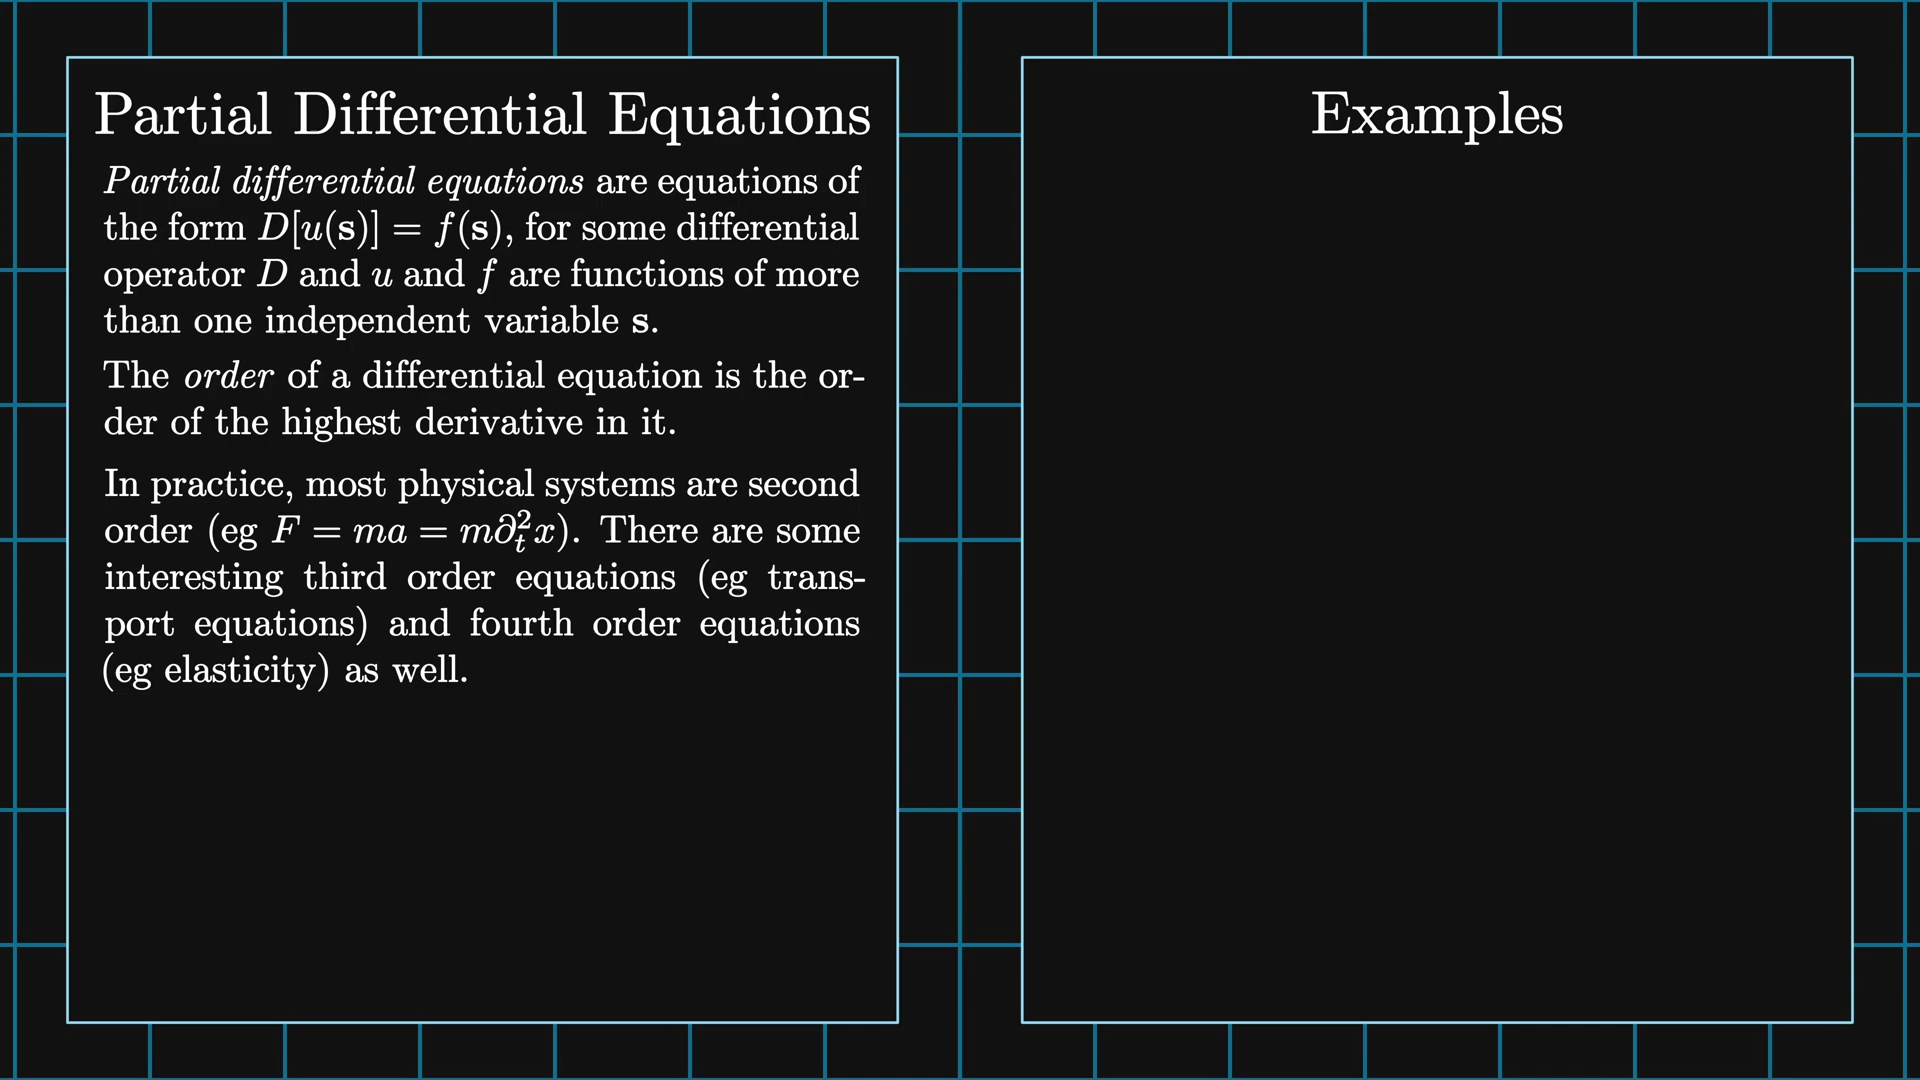 Partial Differential Equations
Partial differential equations are equations of
the form D[u(s)] = f(s), for some differential
operator D and u and f are functions of more
than one independent variable s.
The order of a differential equation is the or-
der of the highest derivative in it.
In practice, most physical systems are second
order (eg F = ma = m∂²ₜx). There are some
interesting third order equations (eg trans-
port equations) and fourth order equations
(eg elasticity) as well.
Examples